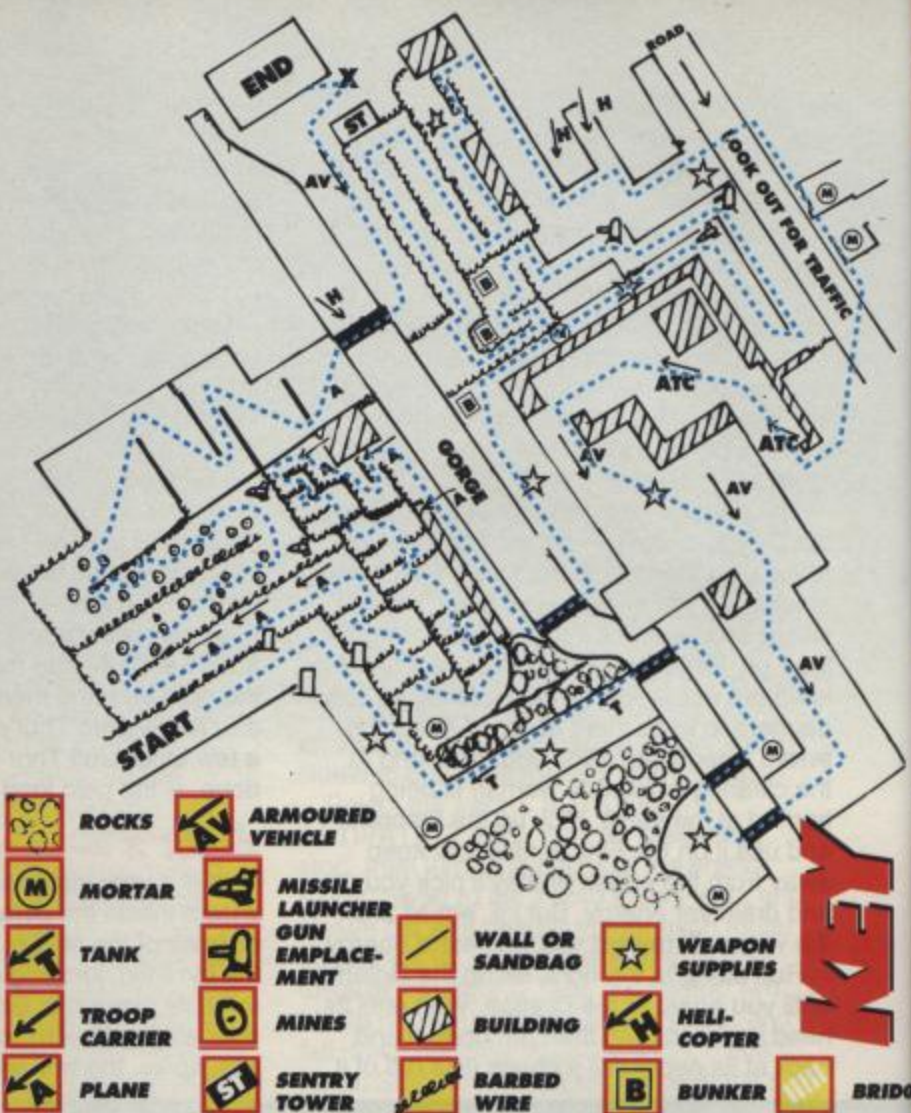 END
ST
ROAD
H
H
LOOK OUT FOR TRAFFIC
M
M
AV
H
B
B
B
ATC
ATC
AV
AV
AV
A
GORGE
A
A
A
A
A
A
A
START
M
M
M
M
T
T
ROCKS
ARMOURED
VEHICLE
AV
M
MORTAR
MISSILE
LAUNCHER
T
TANK
GUN
EMPLACE-
MENT
WALL OR
SANDBAG
WEAPON
SUPPLIES
TROOP
CARRIER
MINES
BUILDING
H
HELI-
COPTER
A
PLANE
ST
SENTRY
TOWER
BARBED
WIRE
B
BUNKER
KEY